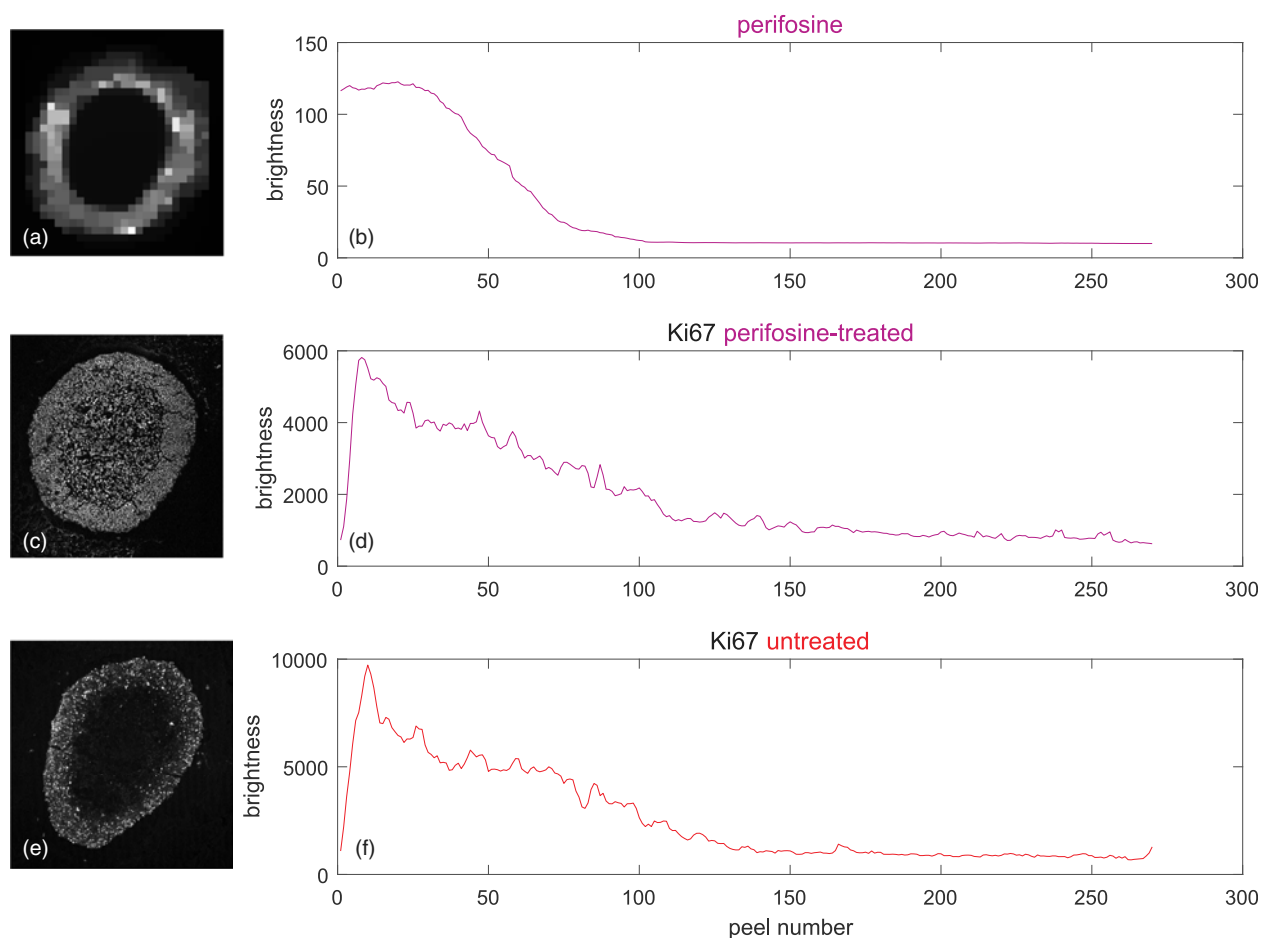 perifosine
150
100
50
0
brightness
(a)
(b)
0 50 100 150 200 250 300
Ki67 perifosine-treated
6000
4000
2000
0
brightness
(c)
(d)
0 50 100 150 200 250 300
Ki67 untreated
10000
5000
0
brightness
(e)
(f)
0 50 100 150 200 250 300
peel number